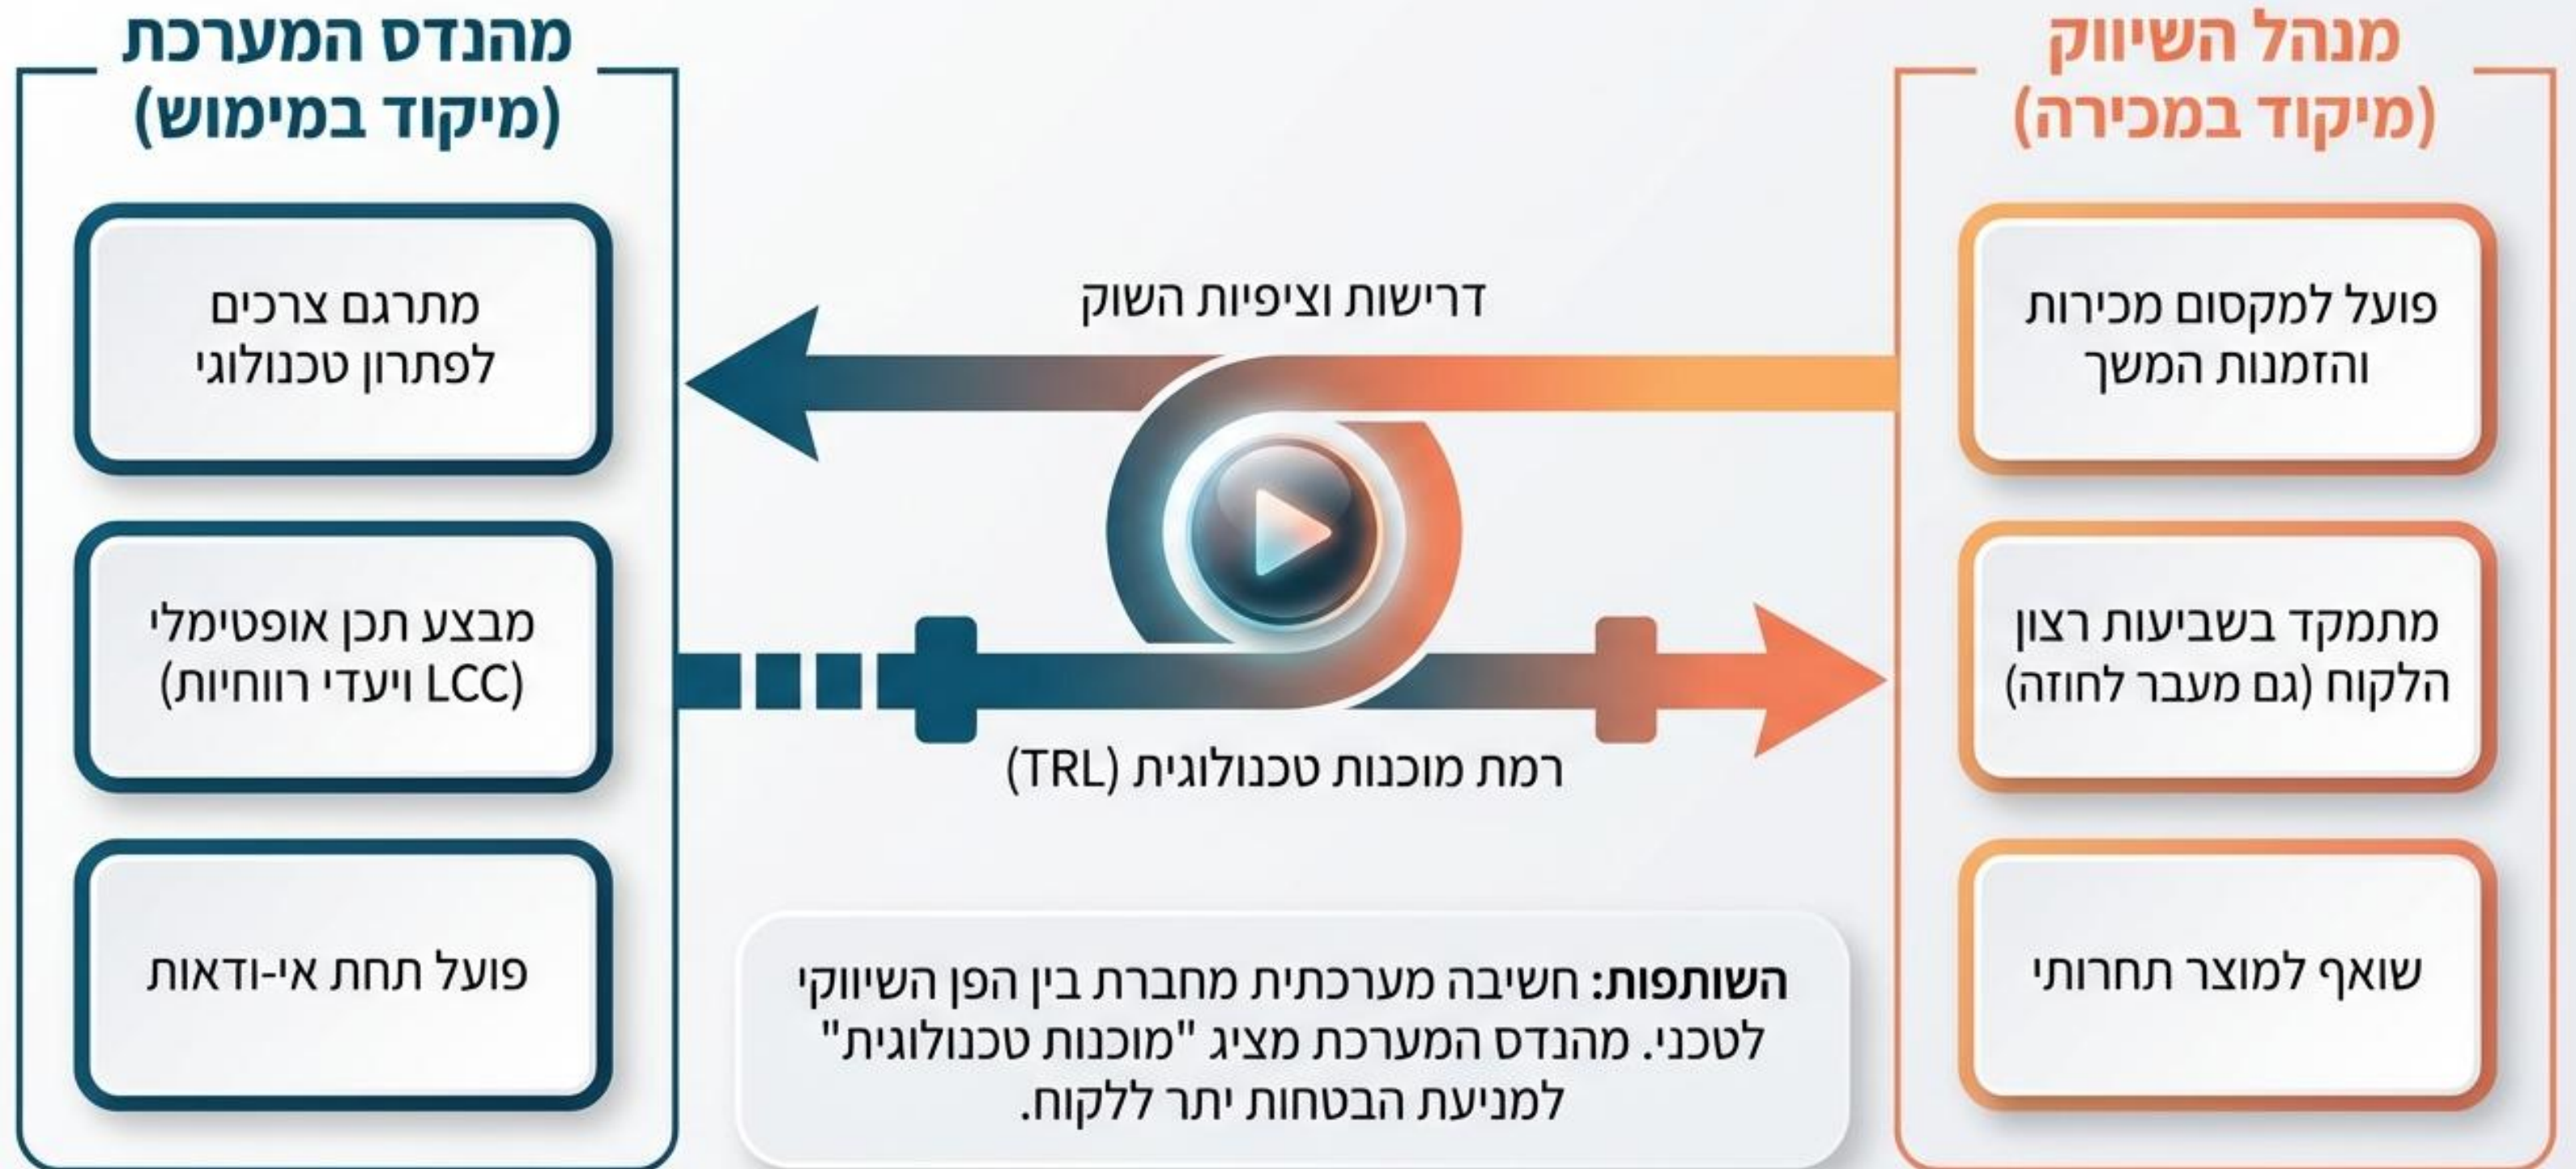 מנהל השיווק
(מיקוד במכירה)
פועל למקסום מכירות
והזמנות המשך
מתמקד בשביעות רצון
הלקוח (גם מעבר לחוזה)
שואף למוצר תחרותי
דרישות וציפיות השוק
רמת מוכנות טכנולוגית (TRL)
השותפות: חשיבה מערכתית מחברת בין הפן השיווקי
לטכני. מהנדס המערכת מציג "מוכנות טכנולוגית"
למניעת הבטחות יתר ללקוח.
מהנדס המערכת
(מיקוד במימוש)
מתרגם צרכים
לפתרון טכנולוגי
מבצע תכן אופטימלי
(LCC ויעדי רווחיות)
פועל תחת אי-ודאות